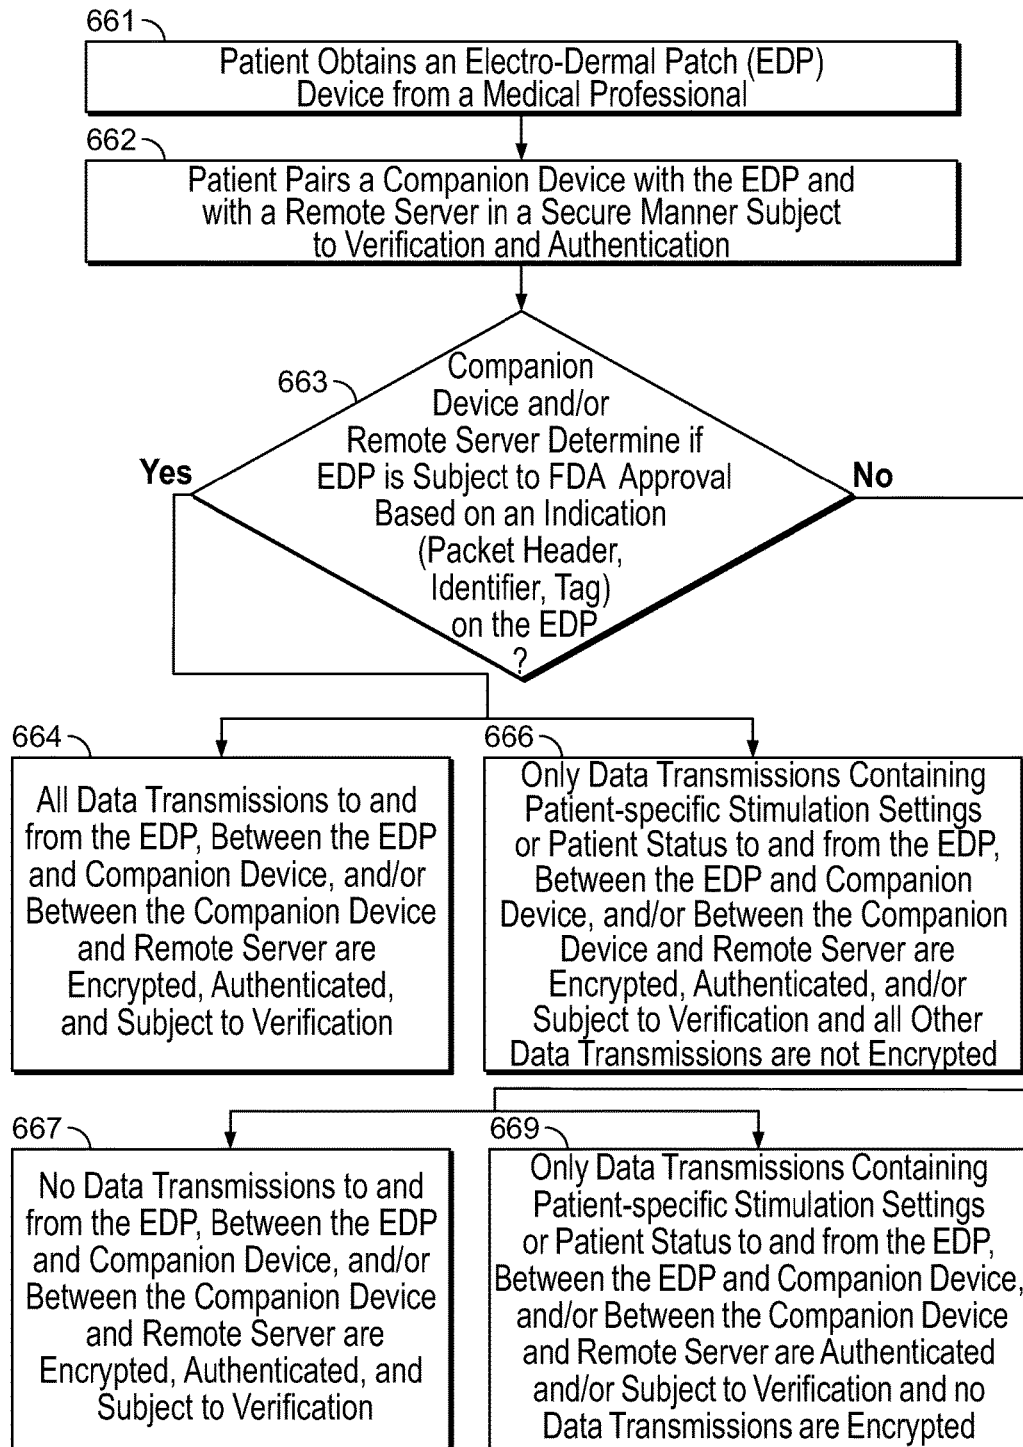 661
Patient Obtains an Electro-Dermal Patch (EDP)
Device from a Medical Professional
662
Patient Pairs a Companion Device with the EDP and
with a Remote Server in a Secure Manner Subject
to Verification and Authentication
663
Companion
Device and/or
Remote Server Determine if
EDP is Subject to FDA Approval
Based on an Indication
(Packet Header,
Identifier, Tag)
on the EDP
?
Yes
No
664
All Data Transmissions to and
from the EDP, Between the EDP
and Companion Device, and/or
Between the Companion Device
and Remote Server are
Encrypted, Authenticated,
and Subject to Verification
666
Only Data Transmissions Containing
Patient-specific Stimulation Settings
or Patient Status to and from the EDP,
Between the EDP and Companion
Device, and/or Between the Companion
Device and Remote Server are
Encrypted, Authenticated, and/or
Subject to Verification and all Other
Data Transmissions are not Encrypted
667
No Data Transmissions to and
from the EDP, Between the EDP
and Companion Device, and/or
Between the Companion Device
and Remote Server are
Encrypted, Authenticated, and
Subject to Verification
669
Only Data Transmissions Containing
Patient-specific Stimulation Settings
or Patient Status to and from the EDP,
Between the EDP and Companion Device,
and/or Between the Companion Device
and Remote Server are Authenticated
and/or Subject to Verification and no
Data Transmissions are Encrypted